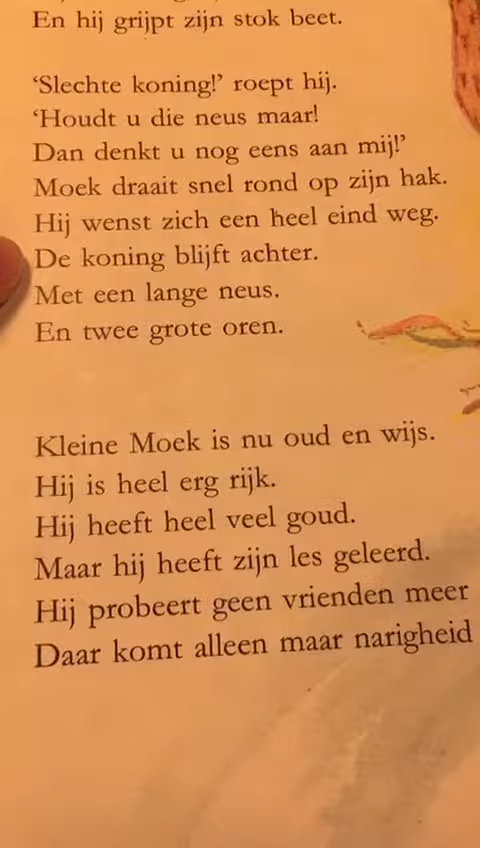 En hij grijpt zijn stok beet.
‘Slechte koning!’ roept hij.
‘Houdt u die neus maar!
Dan denkt u nog eens aan mij!’
Moek draait snel rond op zijn hak.
Hij wenst zich een heel eind weg.
De koning blijft achter.
Met een lange neus.
En twee grote oren.
Kleine Moek is nu oud en wijs.
Hij is heel erg rijk.
Hij heeft heel veel goud.
Maar hij heeft zijn les geleerd.
Hij probeert geen vrienden meer
Daar komt alleen maar narigheid